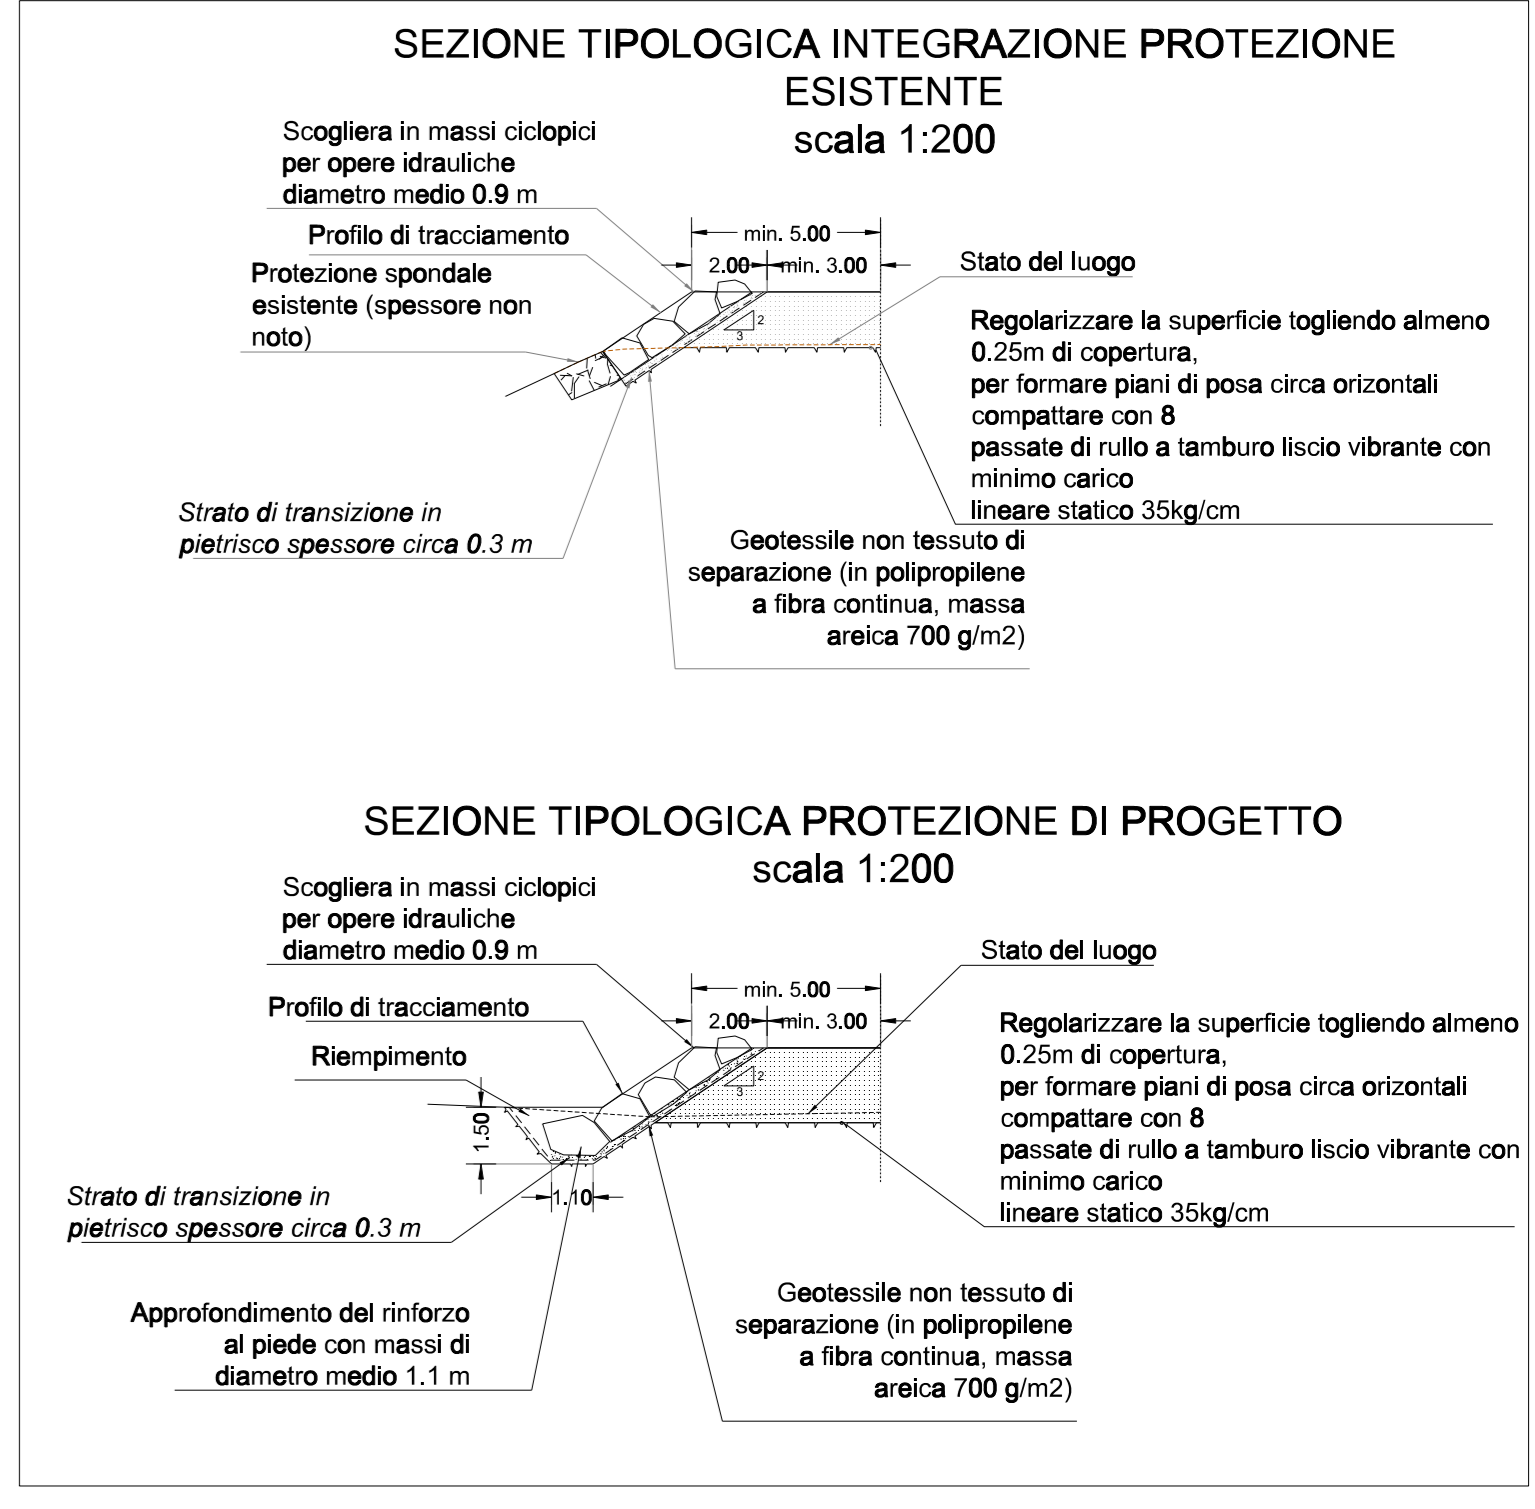 SEZIONE TIPOLOGICA INTEGRAZIONE PROTEZIONE
ESISTENTE
scala 1:200
Scogliera in massi ciclopici
per opere idrauliche
diametro medio 0.9 m
Profilo di tracciamento
Protezione spondale
esistente (spessore non
noto)
min. 5.00
2.00
min. 3.00
Stato del luogo
2
3
Regolarizzare la superficie togliendo almeno
0.25m di copertura,
per formare piani di posa circa orizontali
compattare con 8
passate di rullo a tamburo liscio vibrante con
minimo carico
lineare statico 35kg/cm
Strato di transizione in
pietrisco spessore circa 0.3 m
Geotessile non tessuto di
separazione (in polipropilene
a fibra continua, massa
areica 700 g/m2)
SEZIONE TIPOLOGICA PROTEZIONE DI PROGETTO
scala 1:200
Scogliera in massi ciclopici
per opere idrauliche
diametro medio 0.9 m
Profilo di tracciamento
Riempimento
min. 5.00
2.00
min. 3.00
Stato del luogo
2
3
1.50
1.10
Regolarizzare la superficie togliendo almeno
0.25m di copertura,
per formare piani di posa circa orizontali
compattare con 8
passate di rullo a tamburo liscio vibrante con
minimo carico
lineare statico 35kg/cm
Strato di transizione in
pietrisco spessore circa 0.3 m
Approfondimento del rinforzo
al piede con massi di
diametro medio 1.1 m
Geotessile non tessuto di
separazione (in polipropilene
a fibra continua, massa
areica 700 g/m2)